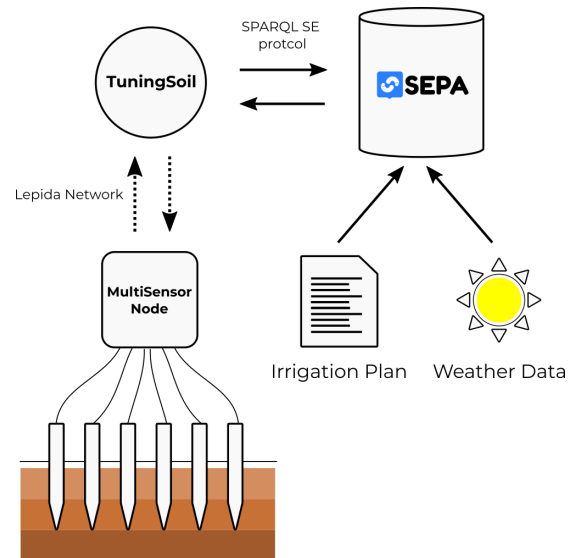 SPARQL SE
protcol
TuningSoil
SEPA
Lepida Network
MultiSensor
Node
Irrigation Plan
Weather Data